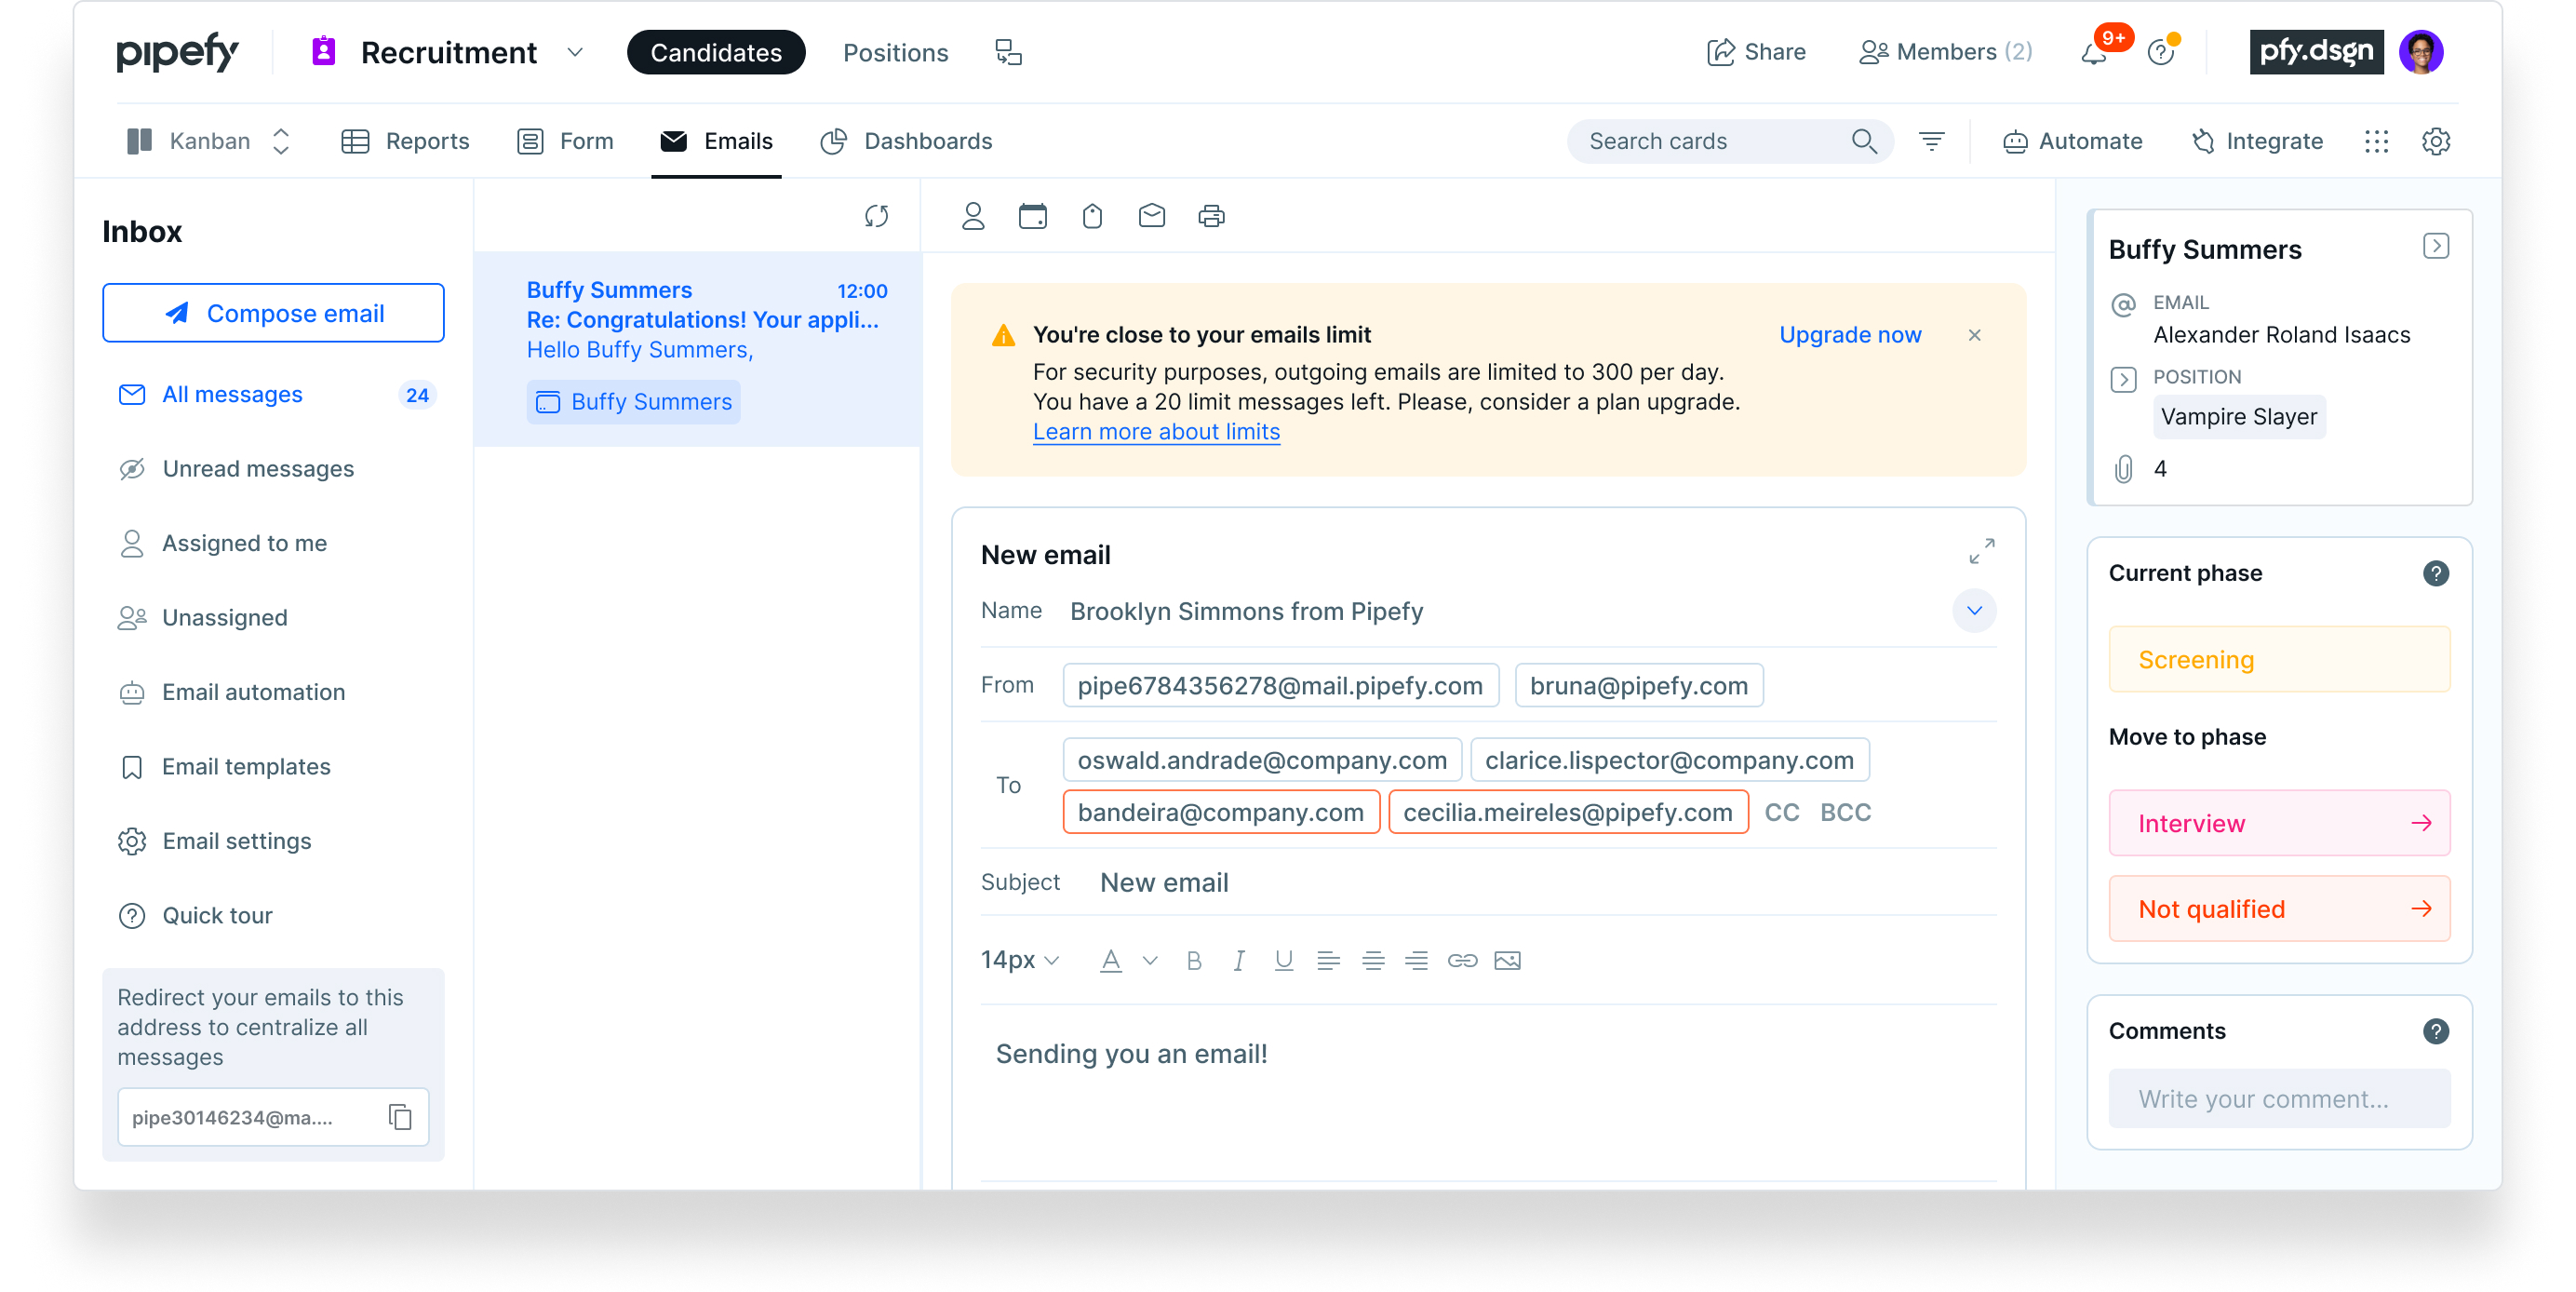 pipefy
Recruitment
Candidates
Positions
Share
Members (2)
9+
pfy.dsgn
Kanban
Reports
Form
Emails
Dashboards
Search cards
Automate
Integrate
Inbox
Compose email
All messages
24
Unread messages
Assigned to me
Unassigned
Email automation
Email templates
Email settings
Quick tour
Redirect your emails to this
address to centralize all
messages
pipe30146234@ma....
Buffy Summers
12:00
Re: Congratulations! Your appli...
Hello Buffy Summers,
Buffy Summers
You're close to your emails limit
Upgrade now
For security purposes, outgoing emails are limited to 300 per day.
You have a 20 limit messages left. Please, consider a plan upgrade.
Learn more about limits
New email
Name
Brooklyn Simmons from Pipefy
From
pipe6784356278@mail.pipefy.com
bruna@pipefy.com
To
oswald.andrade@company.com
clarice.lispector@company.com
bandeira@company.com
cecilia.meireles@pipefy.com
CC
BCC
Subject
New email
14px
A
B
I
U
Sending you an email!
Buffy Summers
EMAIL
Alexander Roland Isaacs
POSITION
Vampire Slayer
4
Current phase
?
Screening
Move to phase
Interview
Not qualified
Comments
?
Write your comment...